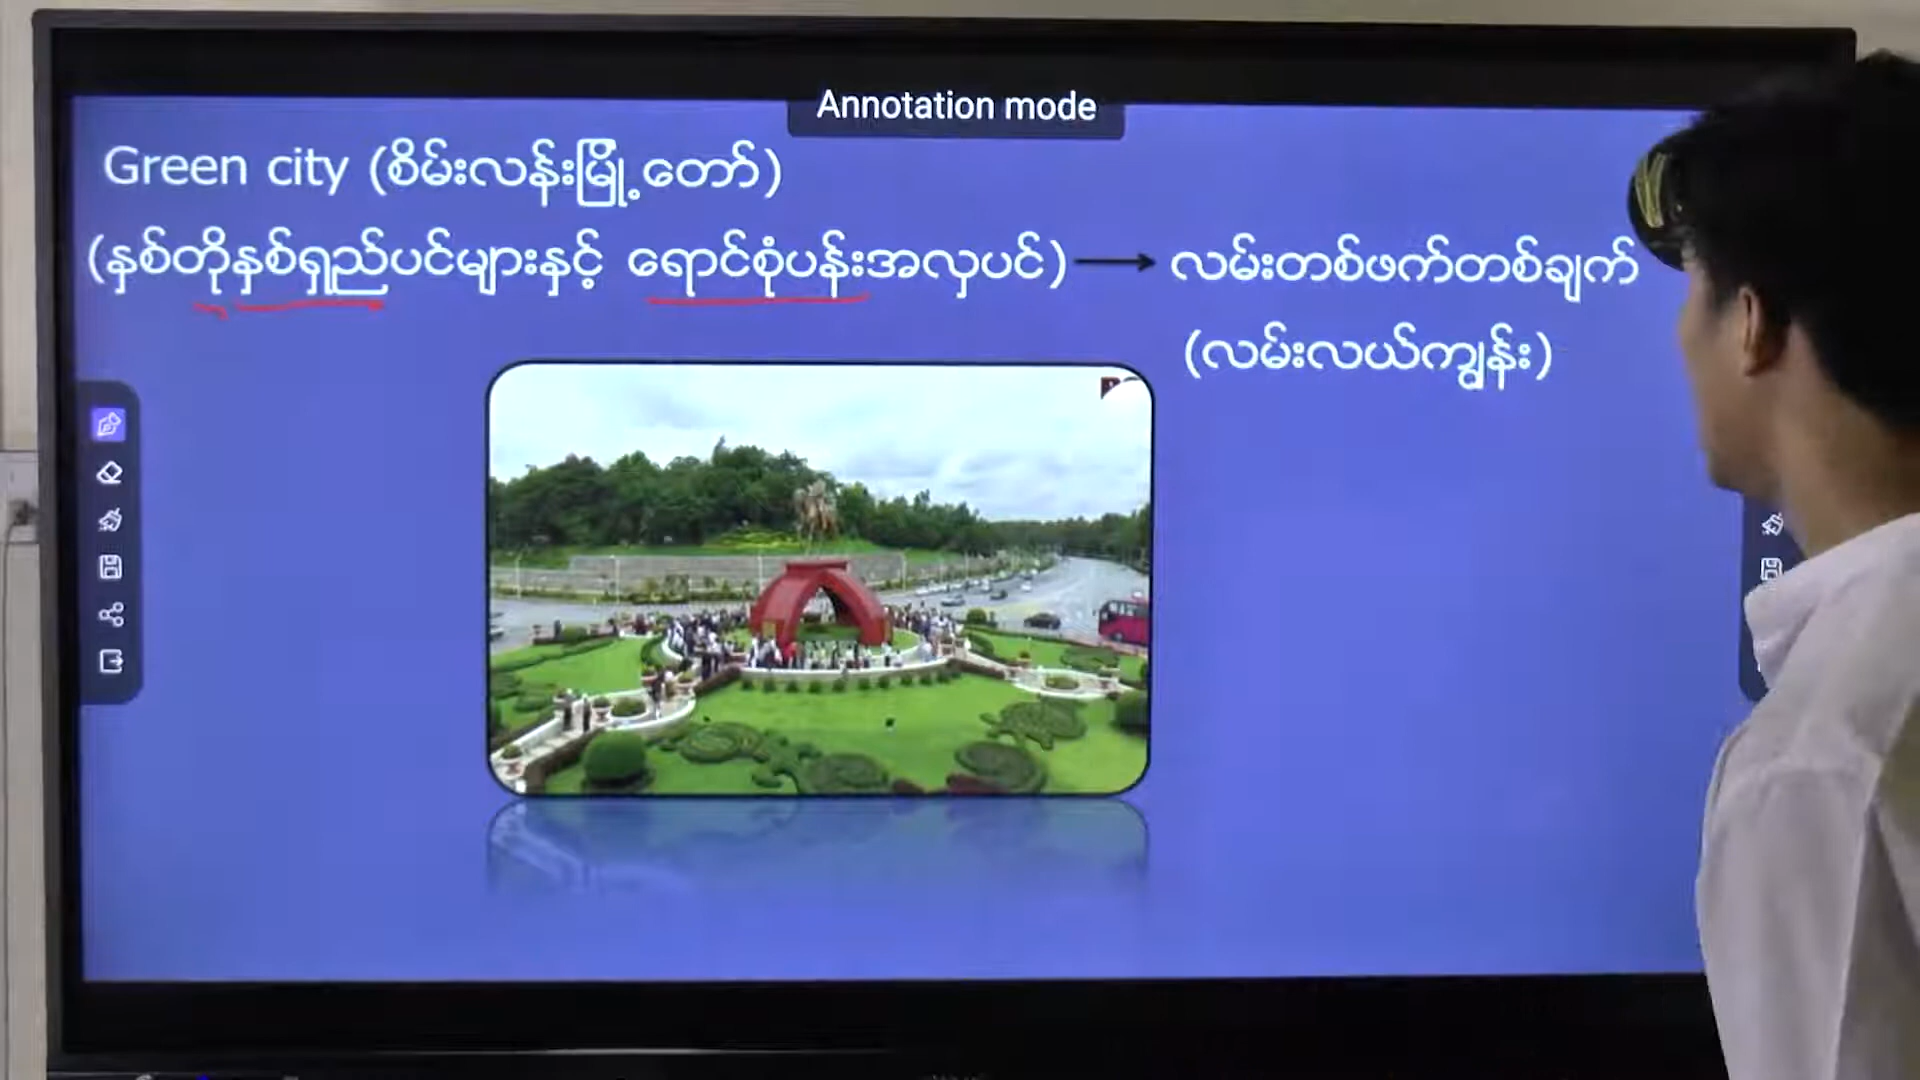 Annotation mode
Green city (စိမ်းလန်းမြို့တော်)
(နှစ်တိုနှစ်ရှည်ပင်များနှင့် ရောင်စုံပန်းအလှပင်) → လမ်းတစ်ဖက်တစ်ချက်
(လမ်းလယ်ကျွန်း)